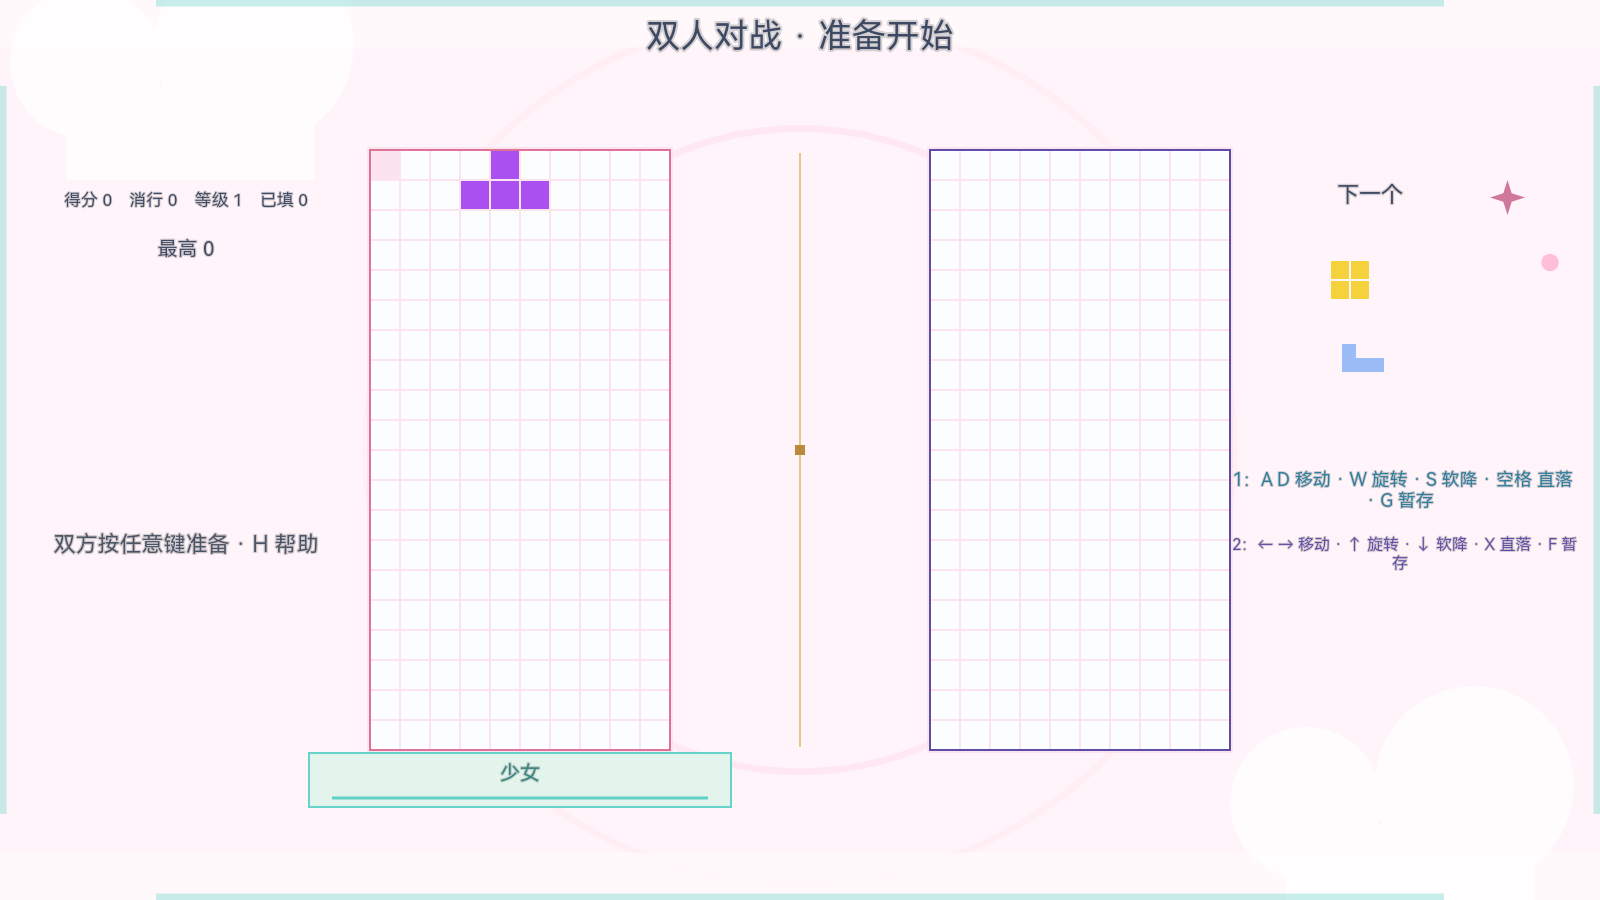 双人对战 · 准备开始
得分 0 消行 0 等级 1 已填 0
最高 0
双方按任意键准备 · H 帮助
少女
下一个
1: A D 移动 · W 旋转 · S 软降 · 空格 直落
· G 暂存
2: ←→ 移动 · ↑ 旋转 · ↓ 软降 · X 直落 · F 暂
存